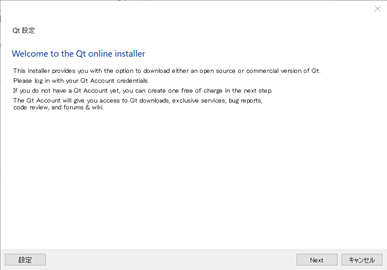 Qt 設定
Welcome to the Qt online installer
This installer provides you with the option to download either an open source or commercial version of Qt.
Please log in with your Qt Account credentials.
If you do not have a Qt Account yet, you can create one free of charge in the next step.
The Qt Account will give you access to Qt downloads, exclusive services, bug reports,
code review, and forums & wiki.
設定 Next キャンセル